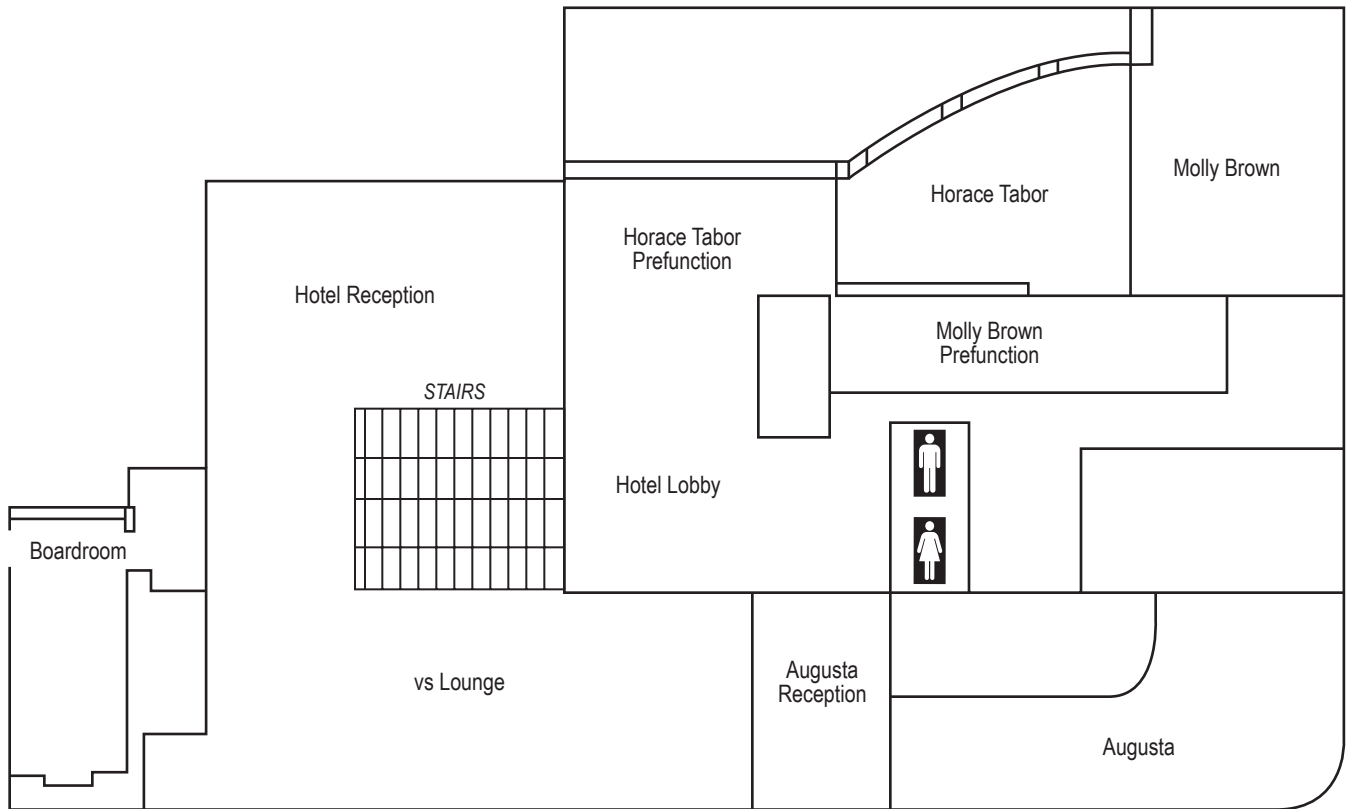 Molly Brown
Horace Tabor
Horace Tabor
Prefunction
Hotel Reception
Molly Brown
Prefunction
STAIRS
Hotel Lobby
Boardroom
vs Lounge
Augusta
Reception
Augusta